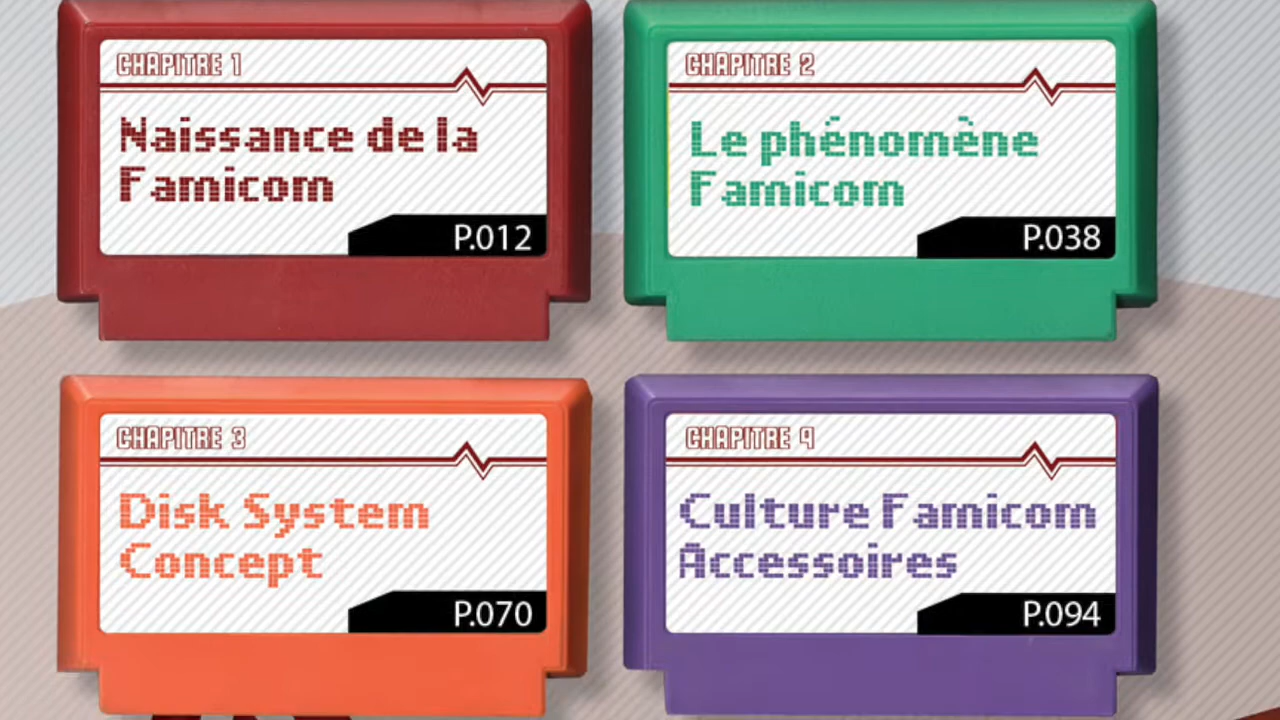 CHAPITRE 1
Naissance de la
Famicom
P.012
CHAPITRE 2
Le phénomène
Famicom
P.038
CHAPITRE 3
Disk System
Concept
P.070
CHAPITRE 4
Culture Famicom
Accessoires
P.094